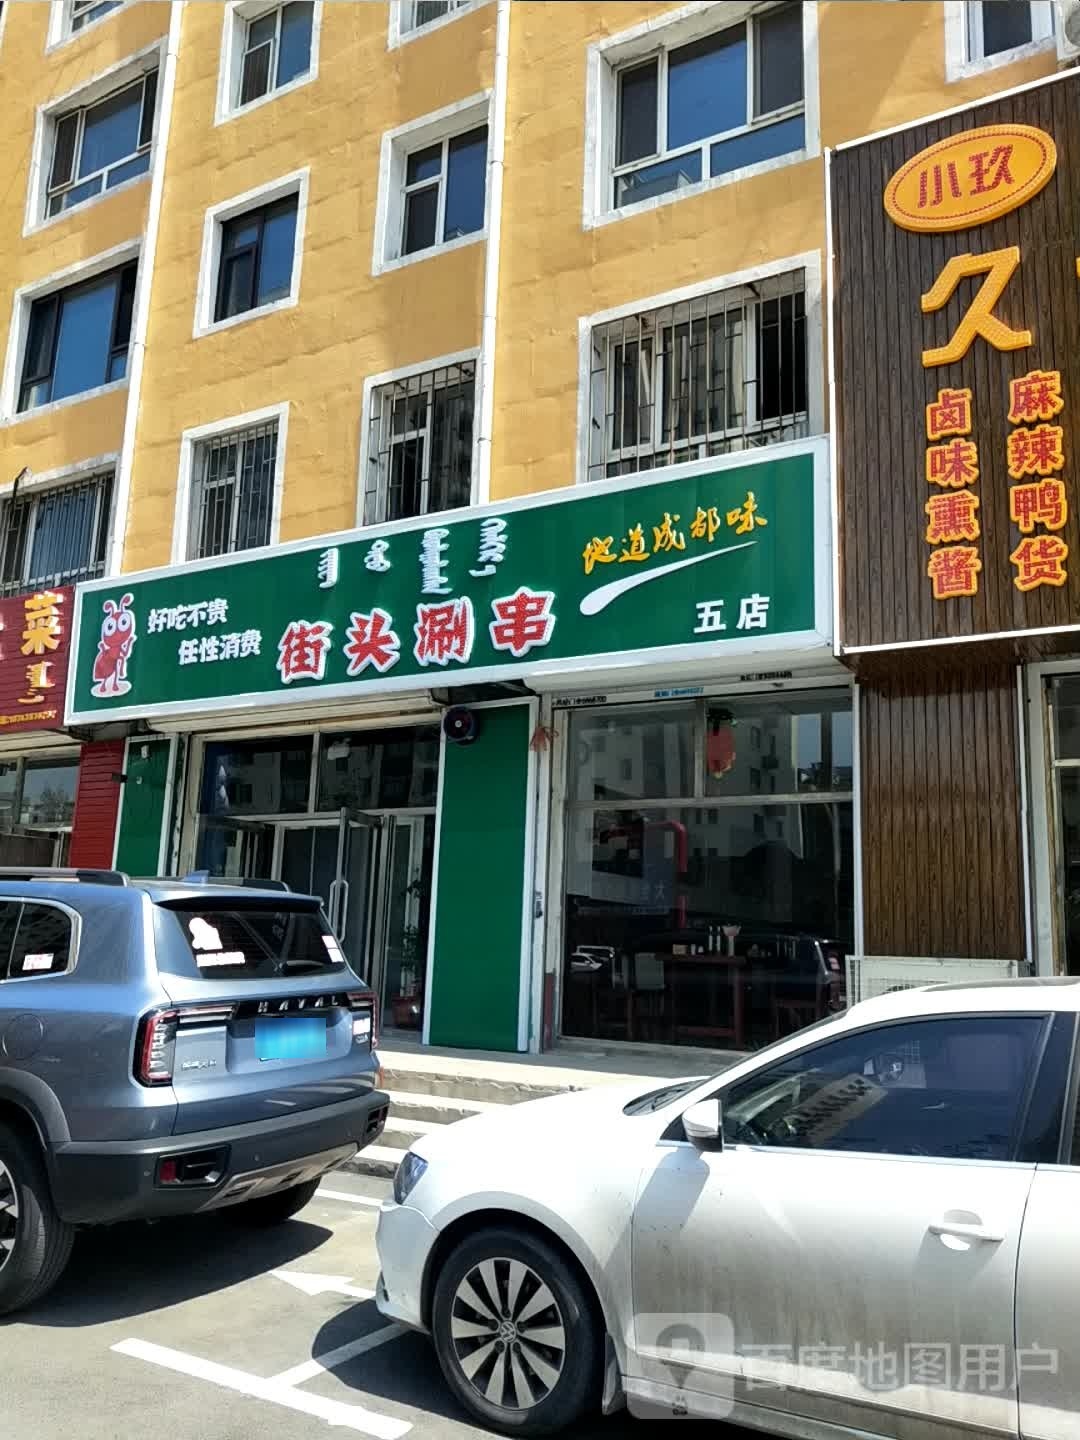 小玖
久
麻辣鸭货
卤味熏酱
地道成都味
好吃不贵
任性消费
街头涮串
五店
菜
HAVAL
百度地图用户